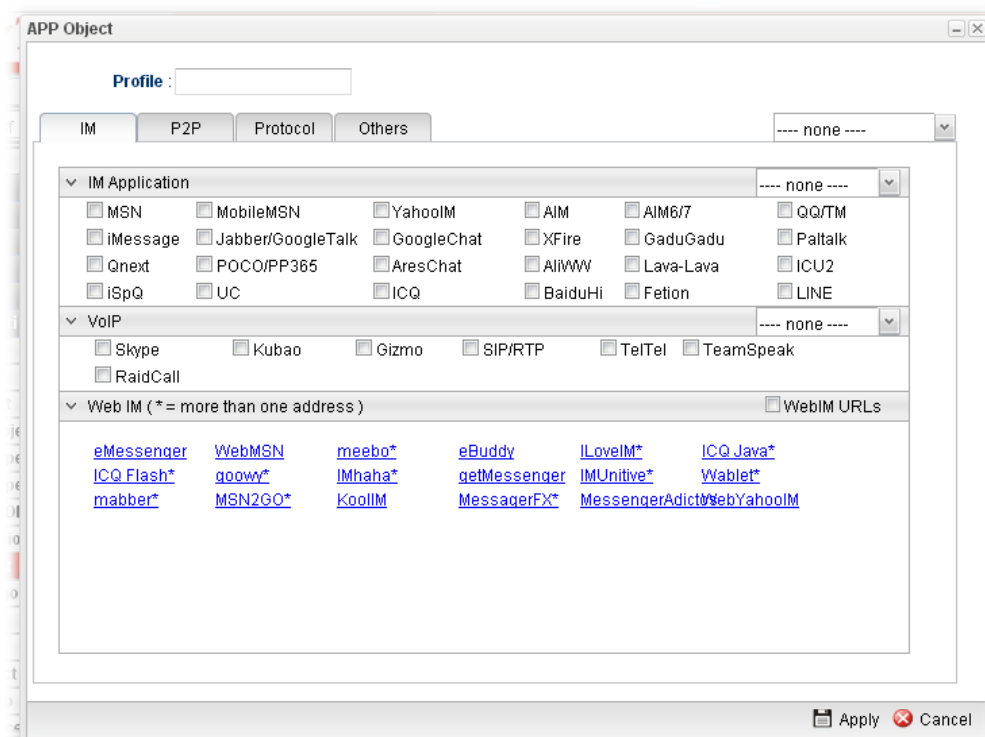 APP Object
Profile :
IM P2P Protocol Others ---- none ----
IM Application ---- none ----
MSN MobileMSN YahooIM AIM AIM6/7 QQ/TM
iMessage Jabber/GoogleTalk GoogleChat XFire GaduGadu Paltalk
Qnext POCO/PP365 AresChat AliWW Lava-Lava ICU2
iSpQ UC ICQ BaiduHi Fetion LINE
VoIP ---- none ----
Skype Kubao Gizmo SIP/RTP TelTel TeamSpeak
RaidCall
Web IM ( * = more than one address ) WebIM URLs
eMessenger WebMSN meebo* eBuddy ILoveIM* ICQ Java*
ICQ Flash* goowy* IMhaha* getMessenger IMUnitive* Wablet*
mabber* MSN2GO* KoolIM MessagerFX* MessengerAdictos WebYahooIM
Apply Cancel